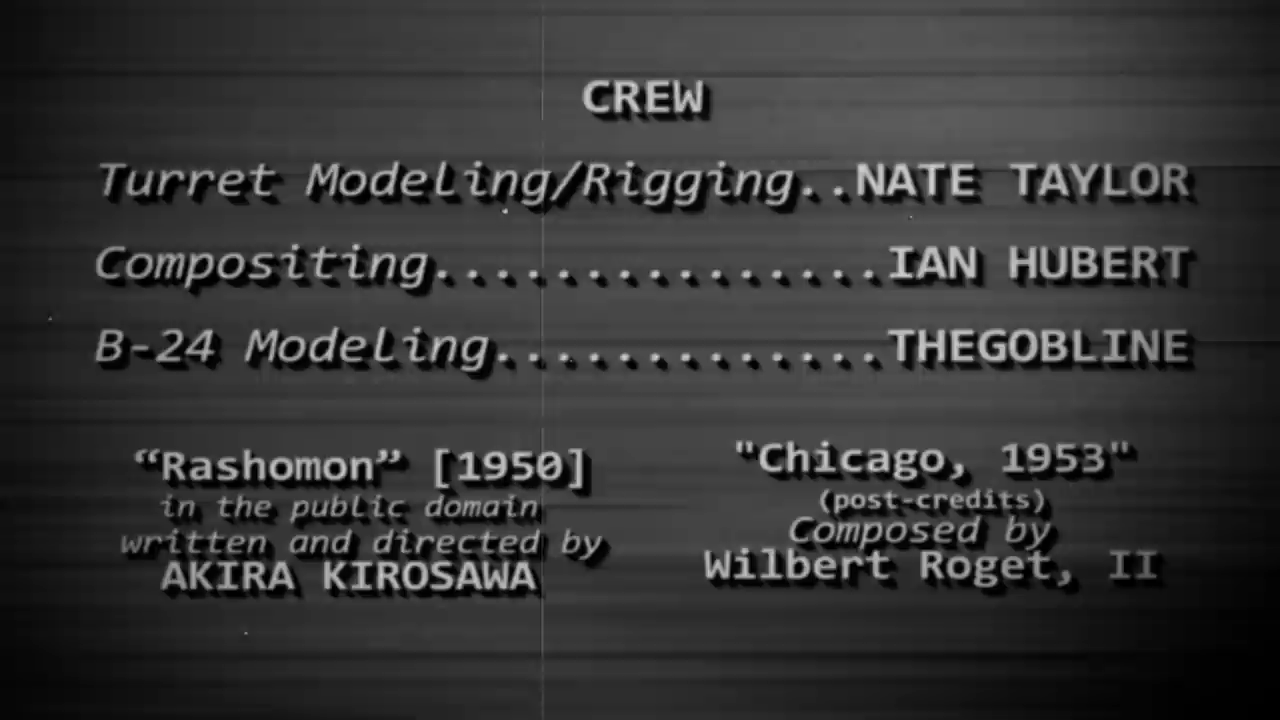 CREW
Turret Modeling/Rigging..NATE TAYLOR
Compositing...............IAN HUBERT
B-24 Modeling.............THEGOBLINE
“Rashomon” [1950]
in the public domain
written and directed by
AKIRA KIROSAWA
"Chicago, 1953"
(post-credits)
Composed by
Wilbert Roget, II